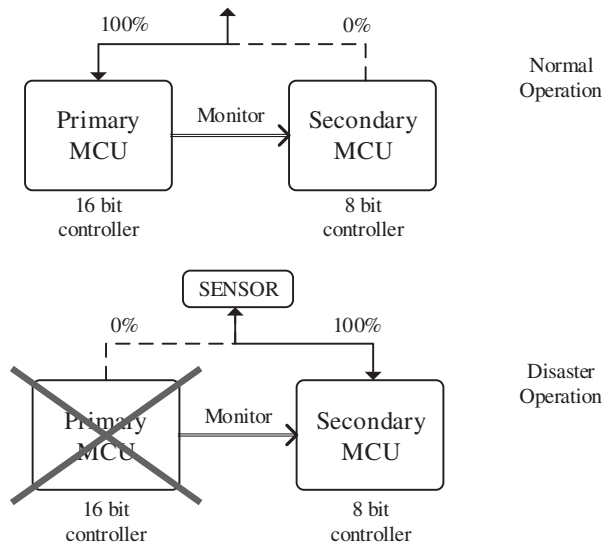 100%
0%
Normal
Operation
Primary
MCU
Monitor
Secondary
MCU
16 bit
controller
8 bit
controller
SENSOR
0%
100%
Disaster
Operation
Primary
MCU
Monitor
Secondary
MCU
16 bit
controller
8 bit
controller